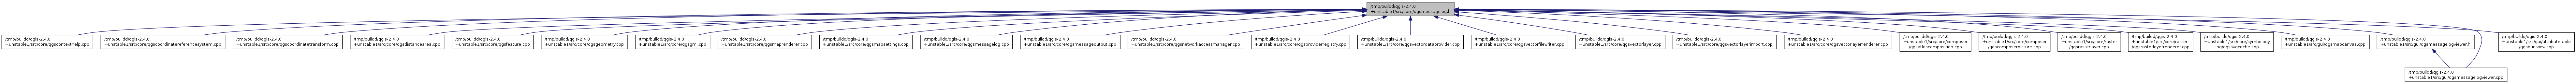 /tmp/buildd/qgis-2.4.0
+unstable1/src/core/qgsmessagelog.h
/tmp/buildd/qgis-2.4.0
+unstable1/src/core/qgscontexthelp.cpp
/tmp/buildd/qgis-2.4.0
+unstable1/src/core/qgscoordinatereferencesystem.cpp
/tmp/buildd/qgis-2.4.0
+unstable1/src/core/qgscoordinatetransform.cpp
/tmp/buildd/qgis-2.4.0
+unstable1/src/core/qgsdistancearea.cpp
/tmp/buildd/qgis-2.4.0
+unstable1/src/core/qgsfeature.cpp
/tmp/buildd/qgis-2.4.0
+unstable1/src/core/qgsgeometry.cpp
/tmp/buildd/qgis-2.4.0
+unstable1/src/core/qgsgml.cpp
/tmp/buildd/qgis-2.4.0
+unstable1/src/core/qgsmaprenderer.cpp
/tmp/buildd/qgis-2.4.0
+unstable1/src/core/qgsmapsettings.cpp
/tmp/buildd/qgis-2.4.0
+unstable1/src/core/qgsmessagelog.cpp
/tmp/buildd/qgis-2.4.0
+unstable1/src/core/qgsmessageoutput.cpp
/tmp/buildd/qgis-2.4.0
+unstable1/src/core/qgsnetworkaccessmanager.cpp
/tmp/buildd/qgis-2.4.0
+unstable1/src/core/qgsproviderregistry.cpp
/tmp/buildd/qgis-2.4.0
+unstable1/src/core/qgsvectordataprovider.cpp
/tmp/buildd/qgis-2.4.0
+unstable1/src/core/qgsvectorfilewriter.cpp
/tmp/buildd/qgis-2.4.0
+unstable1/src/core/qgsvectorlayer.cpp
/tmp/buildd/qgis-2.4.0
+unstable1/src/core/qgsvectorlayerimport.cpp
/tmp/buildd/qgis-2.4.0
+unstable1/src/core/qgsvectorlayerrenderer.cpp
/tmp/buildd/qgis-2.4.0
+unstable1/src/core/composer
/qgsatlascomposition.cpp
/tmp/buildd/qgis-2.4.0
+unstable1/src/core/composer
/qgscomposerpicture.cpp
/tmp/buildd/qgis-2.4.0
+unstable1/src/core/raster
/qgsrasterlayer.cpp
/tmp/buildd/qgis-2.4.0
+unstable1/src/core/raster
/qgsrasterlayerrenderer.cpp
/tmp/buildd/qgis-2.4.0
+unstable1/src/core/symbology
-ng/qgssvgcache.cpp
/tmp/buildd/qgis-2.4.0
+unstable1/src/gui/qgsmapcanvas.cpp
/tmp/buildd/qgis-2.4.0
+unstable1/src/gui/qgsmessagelogviewer.h
/tmp/buildd/qgis-2.4.0
+unstable1/src/gui/attributetable
/qgsdualview.cpp
/tmp/buildd/qgis-2.4.0
+unstable1/src/gui/qgsmessagelogviewer.cpp